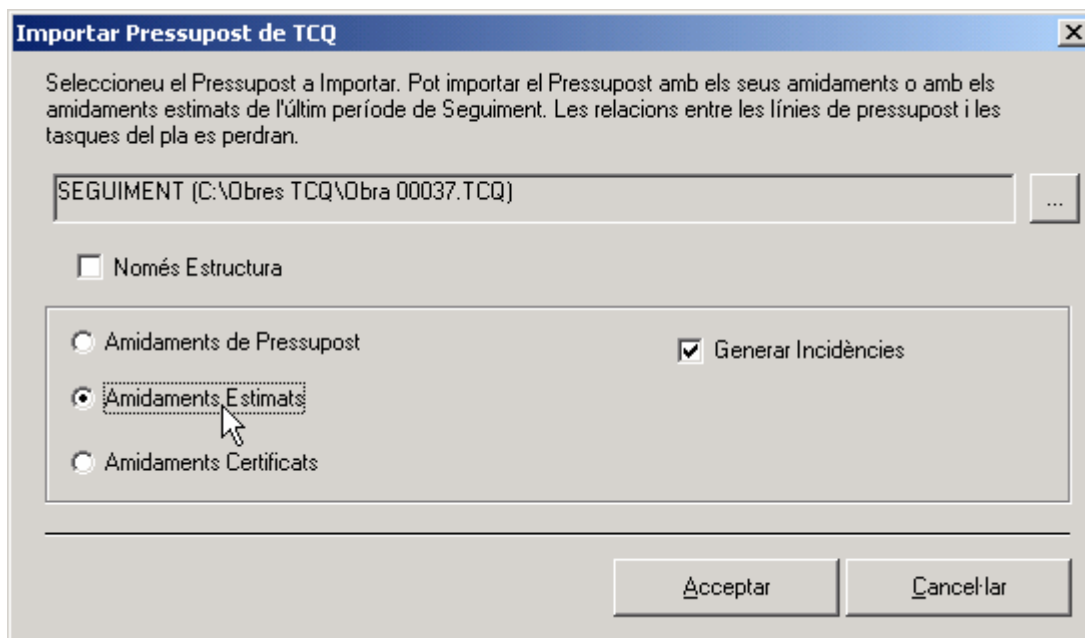 Importar Pressupost de TCQ
Seleccioneu el Pressupost a Importar. Pot importar el Pressupost amb els seus amidaments o amb els
amidaments estimats de l'últim període de Seguiment. Les relacions entre les línies de pressupost i les
tasques del pla es perdran.
SEGUIMENT (C:\Obres TCQ\Obra 00037.TCQ)
...
Només Estructura
Amidaments de Pressupost
Generar Incidències
Amidaments Estimats
Amidaments Certificats
Acceptar
Cancel·lar